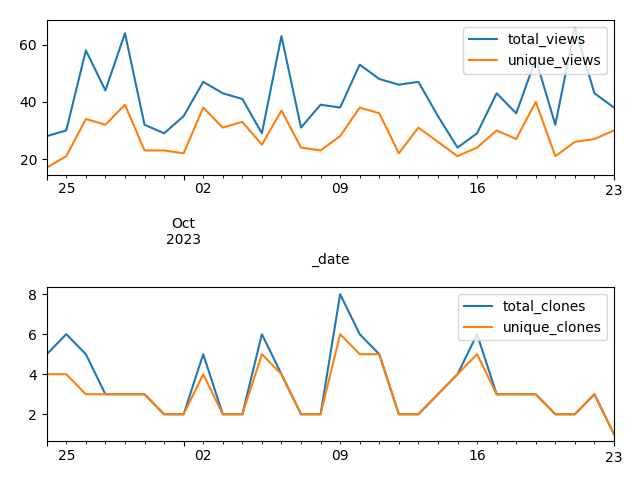 60
40
20
total_views
unique_views
25 02 09 16 23
Oct
2023
_date
8
6
4
2
total_clones
unique_clones
25 02 09 16 23